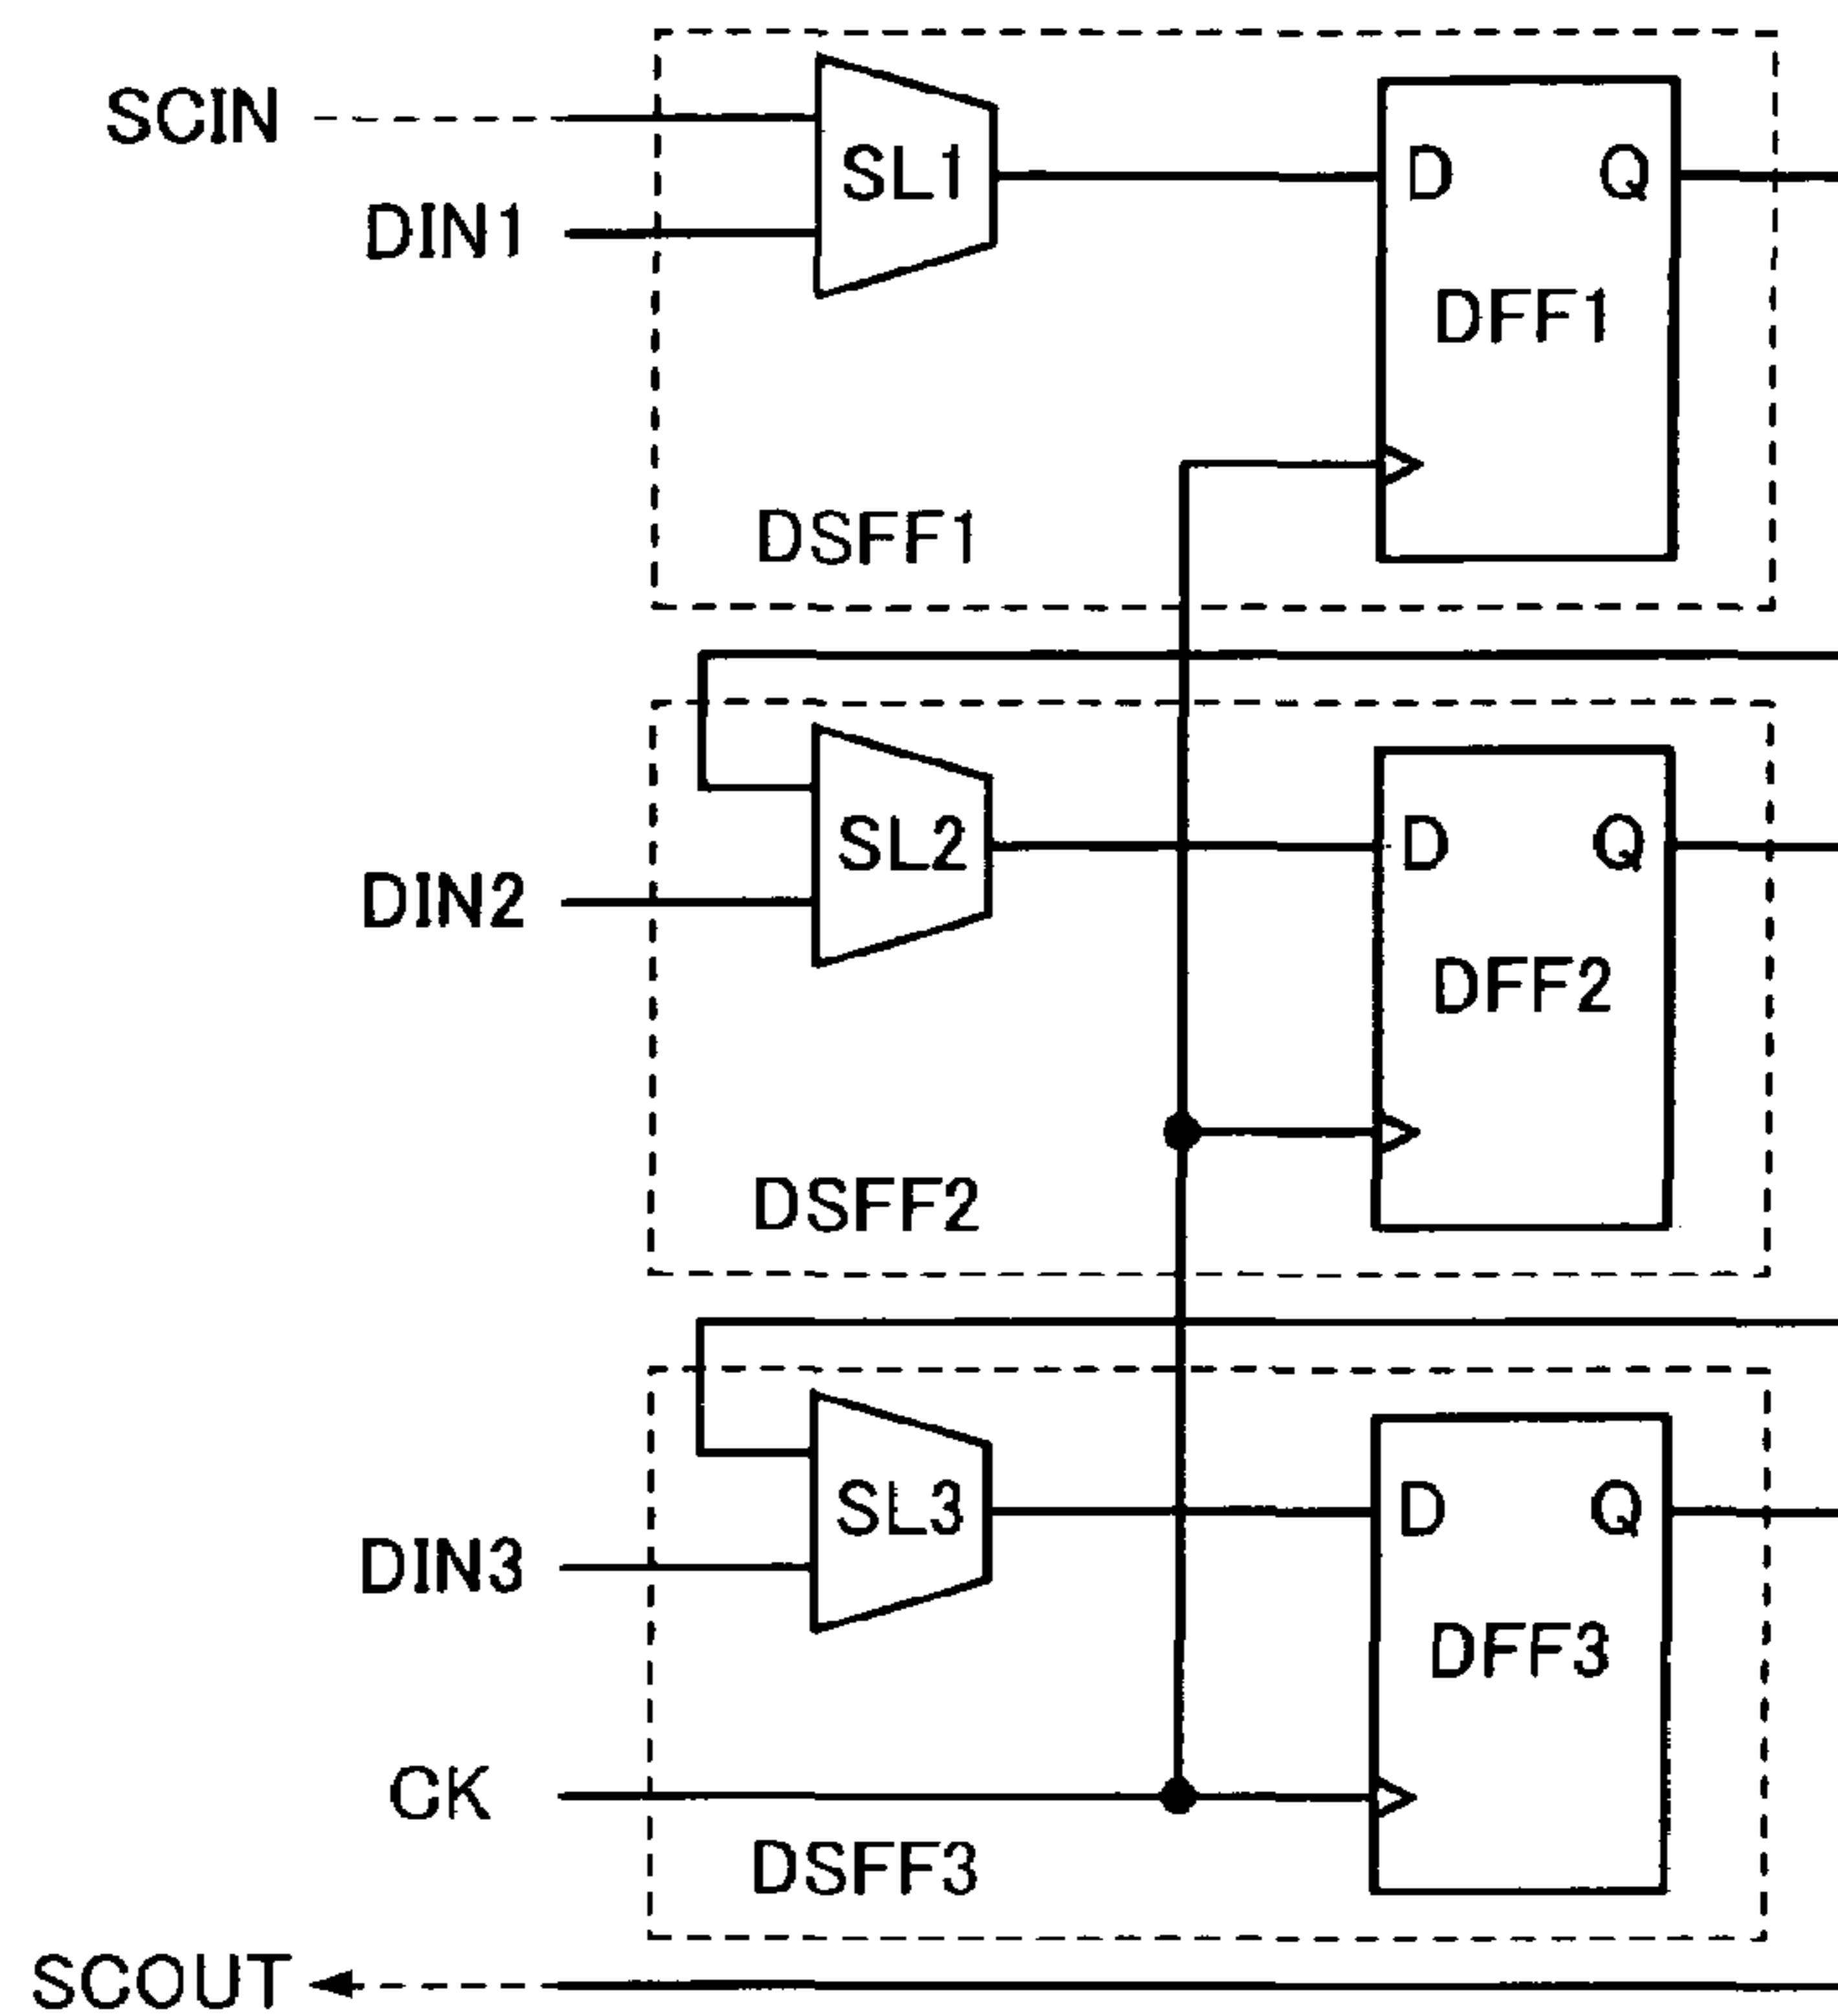 SCIN
SL1
D
Q
DIN1
DFF1
DSFF1
SL2
D
Q
DIN2
DFF2
DSFF2
SL3
D
Q
DIN3
DFF3
CK
DSFF3
SCOUT